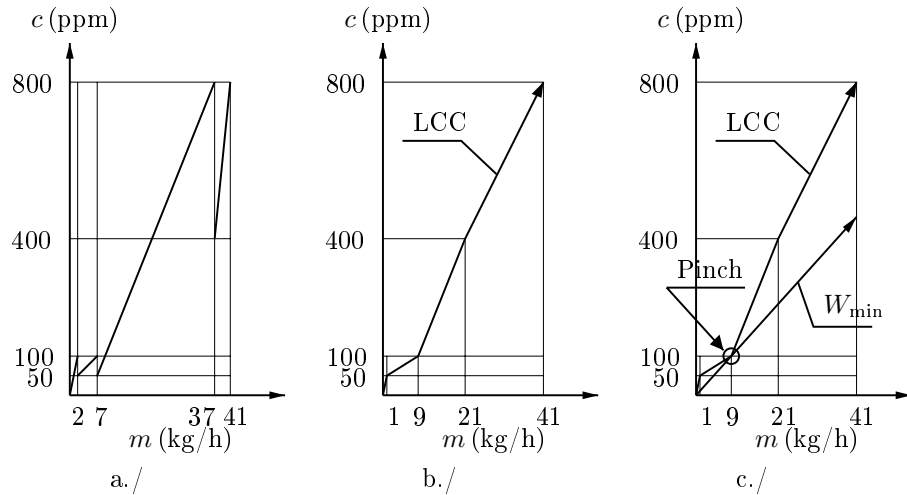 c (ppm)
800
400
100
50
2 7 37 41
m (kg/h)
a./
c (ppm)
800
LCC
400
100
50
1 9 21 41
m (kg/h)
b./
c (ppm)
800
LCC
400
Pinch
W_min
100
50
1 9 21 41
m (kg/h)
c./